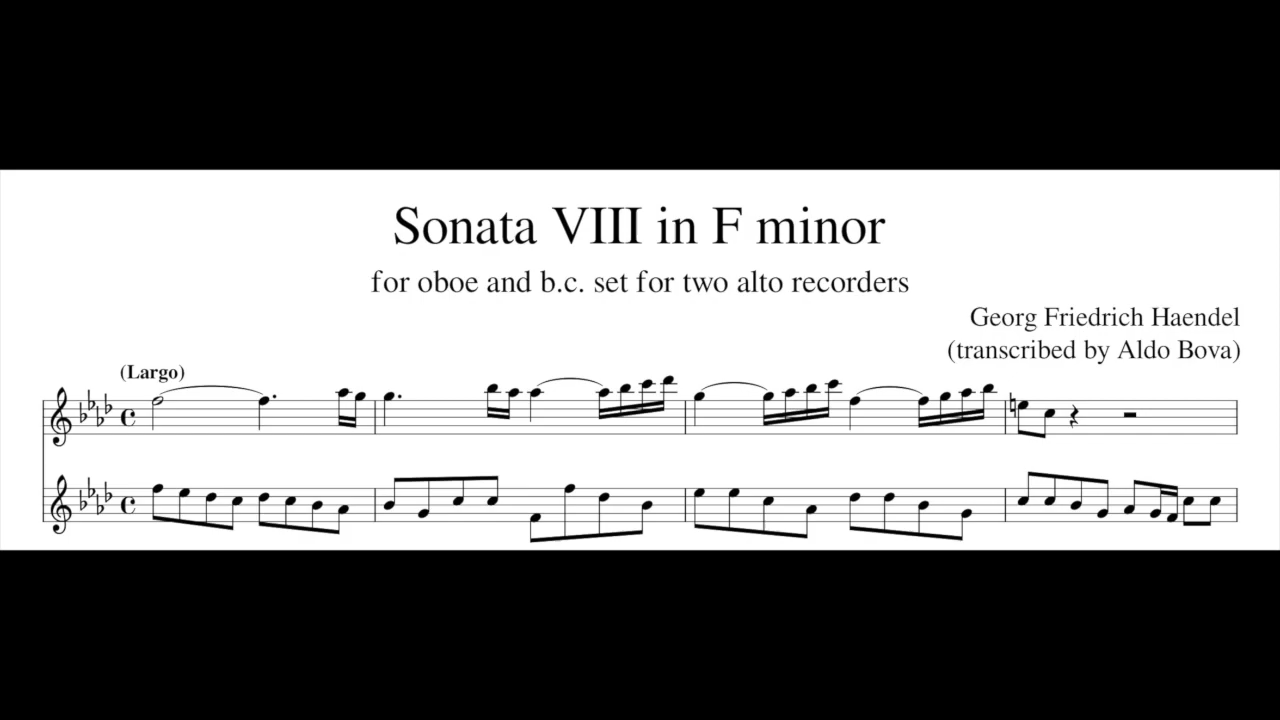 Sonata VIII in F minor
for oboe and b.c. set for two alto recorders
Georg Friedrich Haendel
(transcribed by Aldo Bova)
(Largo)